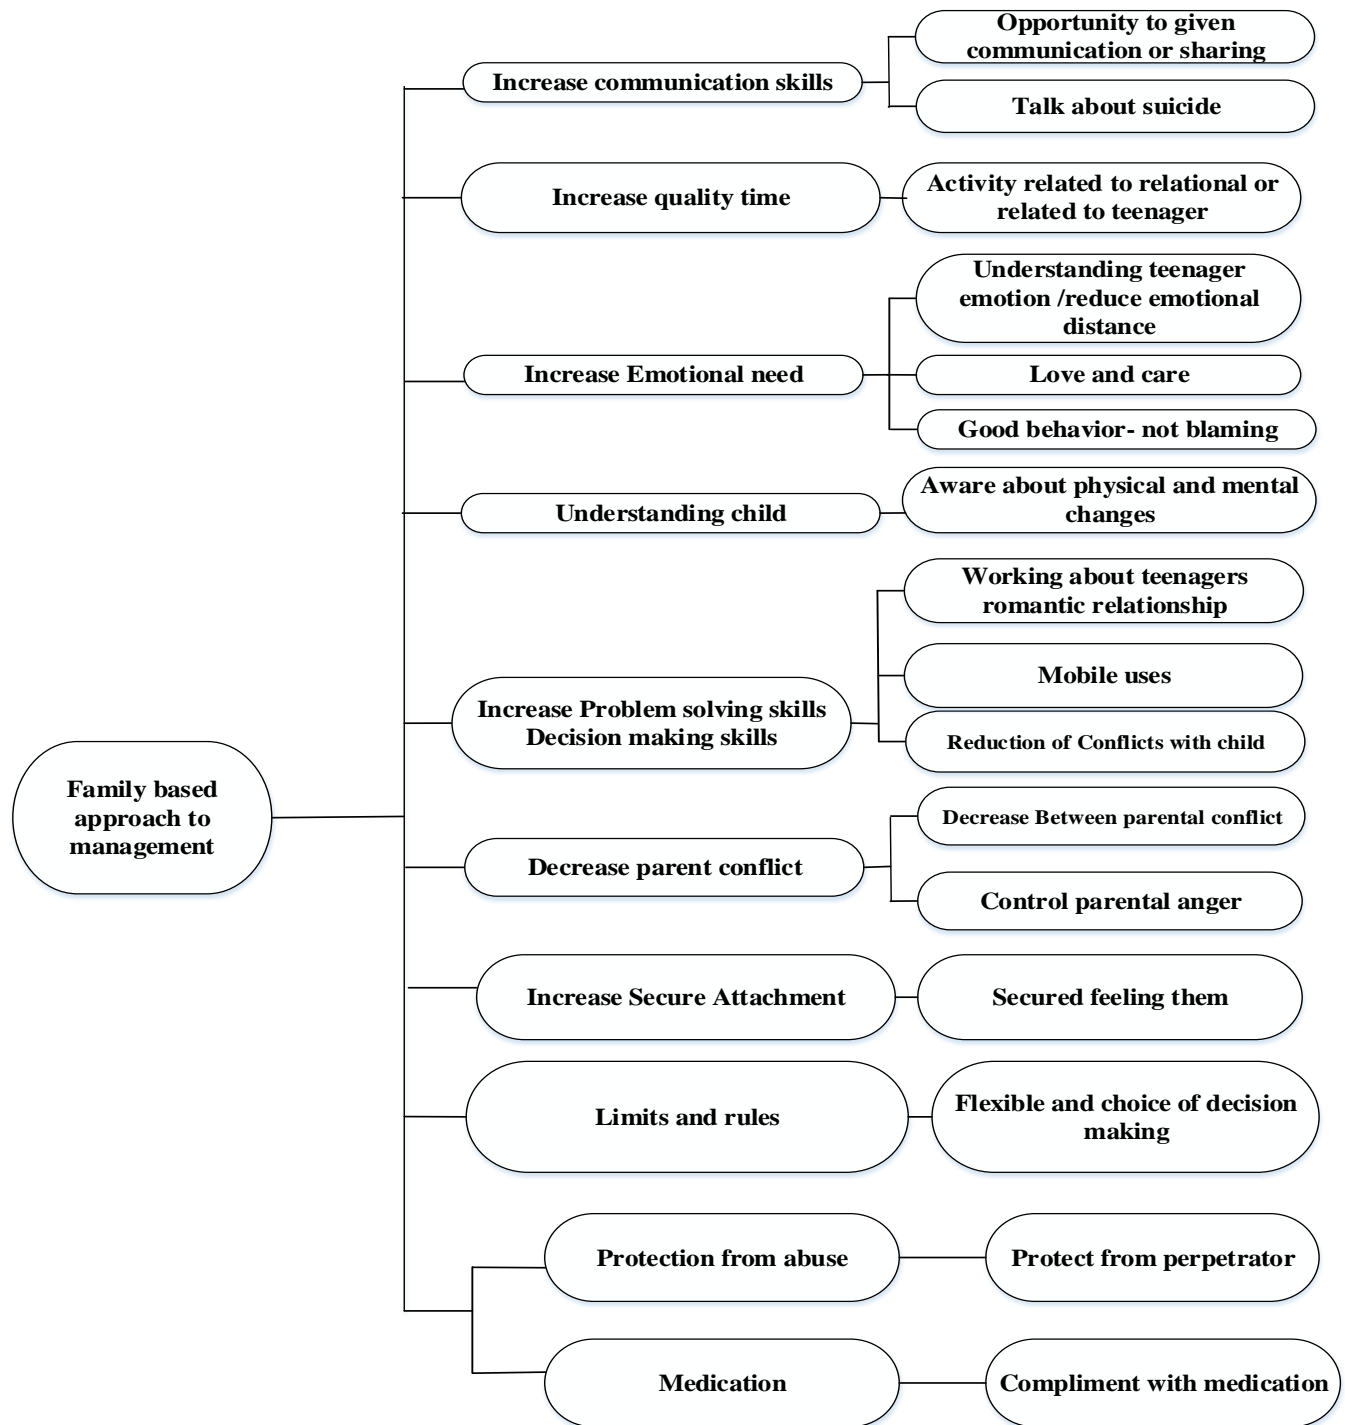 Opportunity to given
communication or sharing
Increase communication skills
Talk about suicide
Increase quality time
Activity related to relational or
related to teenager
Understanding teenager
emotion /reduce emotional
distance
Increase Emotional need
Love and care
Good behavior- not blaming
Understanding child
Aware about physical and mental
changes
Working about teenagers
romantic relationship
Mobile uses
Increase Problem solving skills
Decision making skills
Reduction of Conflicts with child
Family based
approach to
management
Decrease Between parental conflict
Decrease parent conflict
Control parental anger
Increase Secure Attachment
Secured feeling them
Limits and rules
Flexible and choice of decision
making
Protection from abuse
Protect from perpetrator
Medication
Compliment with medication